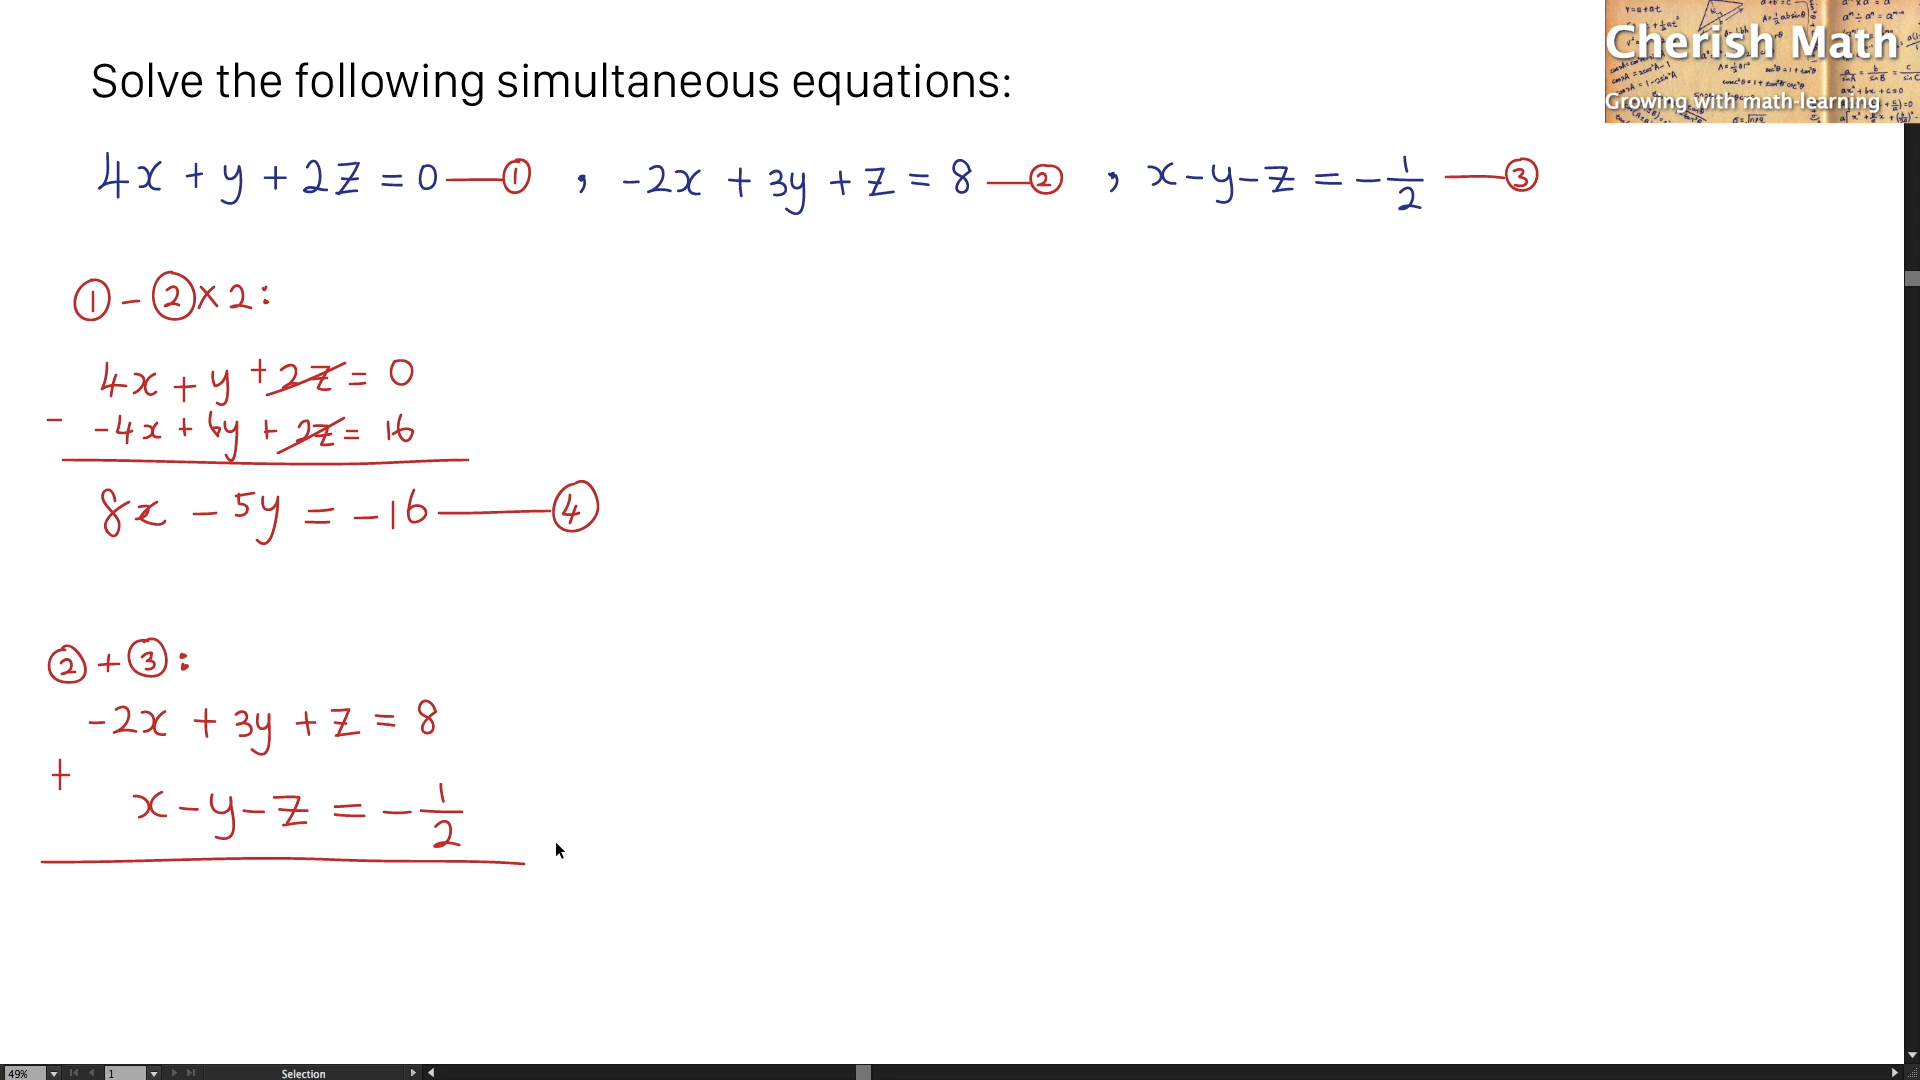 Cherish Math
Growing with math-learning
Solve the following simultaneous equations:
4x + y + 2z = 0 —① , -2x + 3y + z = 8 —② , x - y - z = - 1/2 —③
① - ② × 2 :
4x + y + 2z = 0
- -4x + 6y + 2z = 16
8x - 5y = -16 —④
② + ③ :
-2x + 3y + z = 8
+
x - y - z = - 1/2
49% 1 Selection